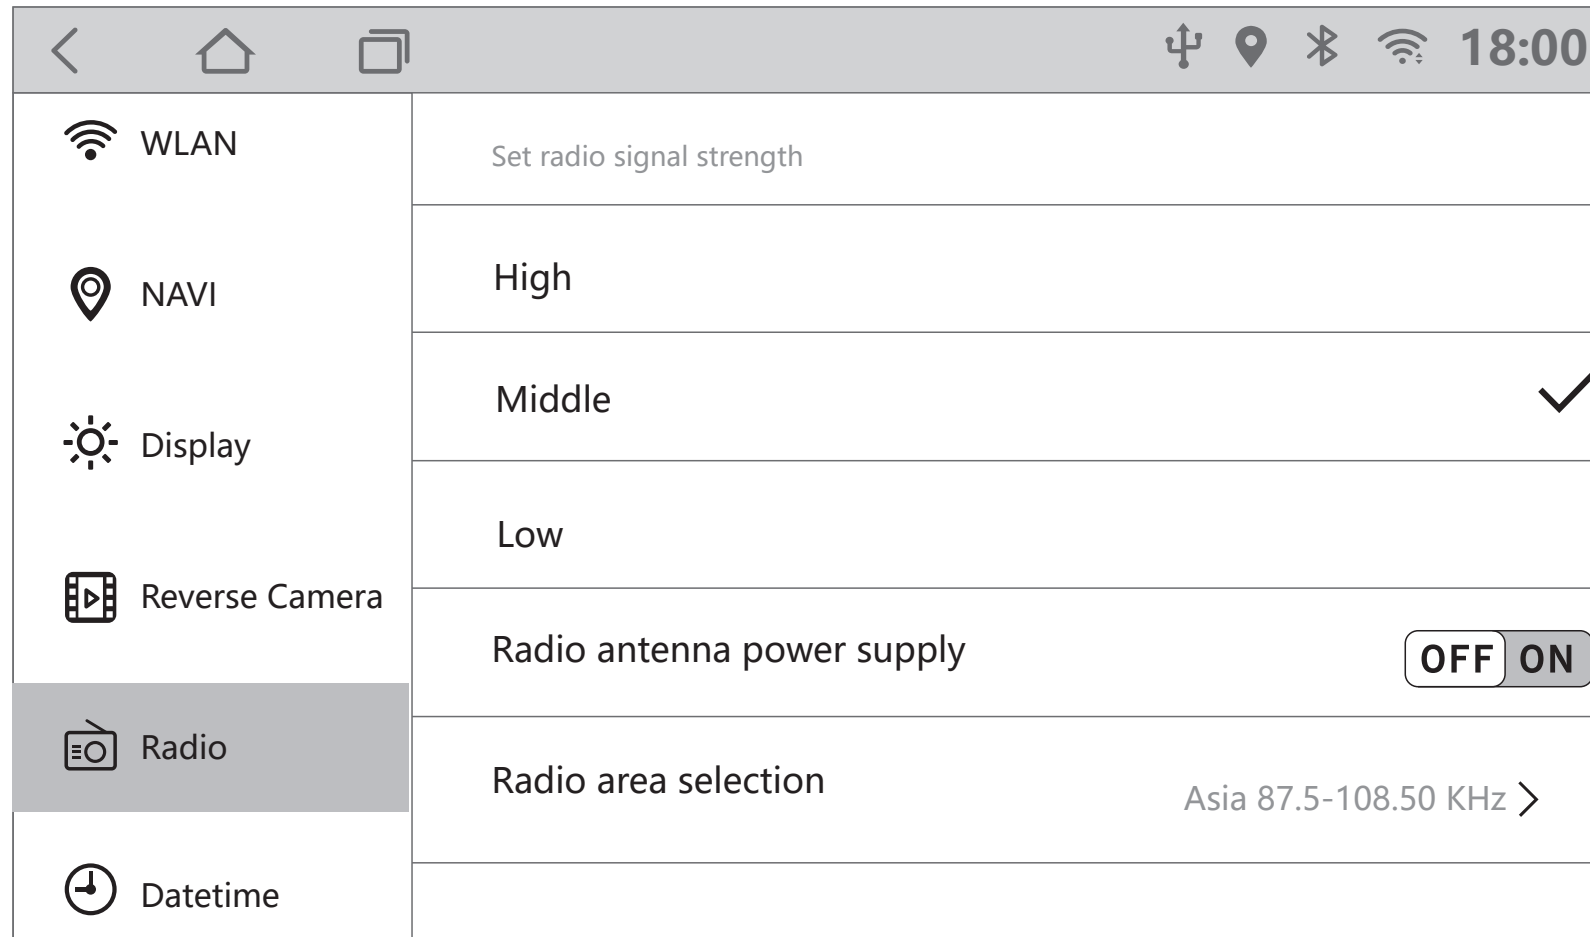 18:00
WLAN
NAVI
Display
Reverse Camera
Radio
Datetime
Set radio signal strength
High
Middle
Low
Radio antenna power supply OFF ON
Radio area selection Asia 87.5-108.50 KHz